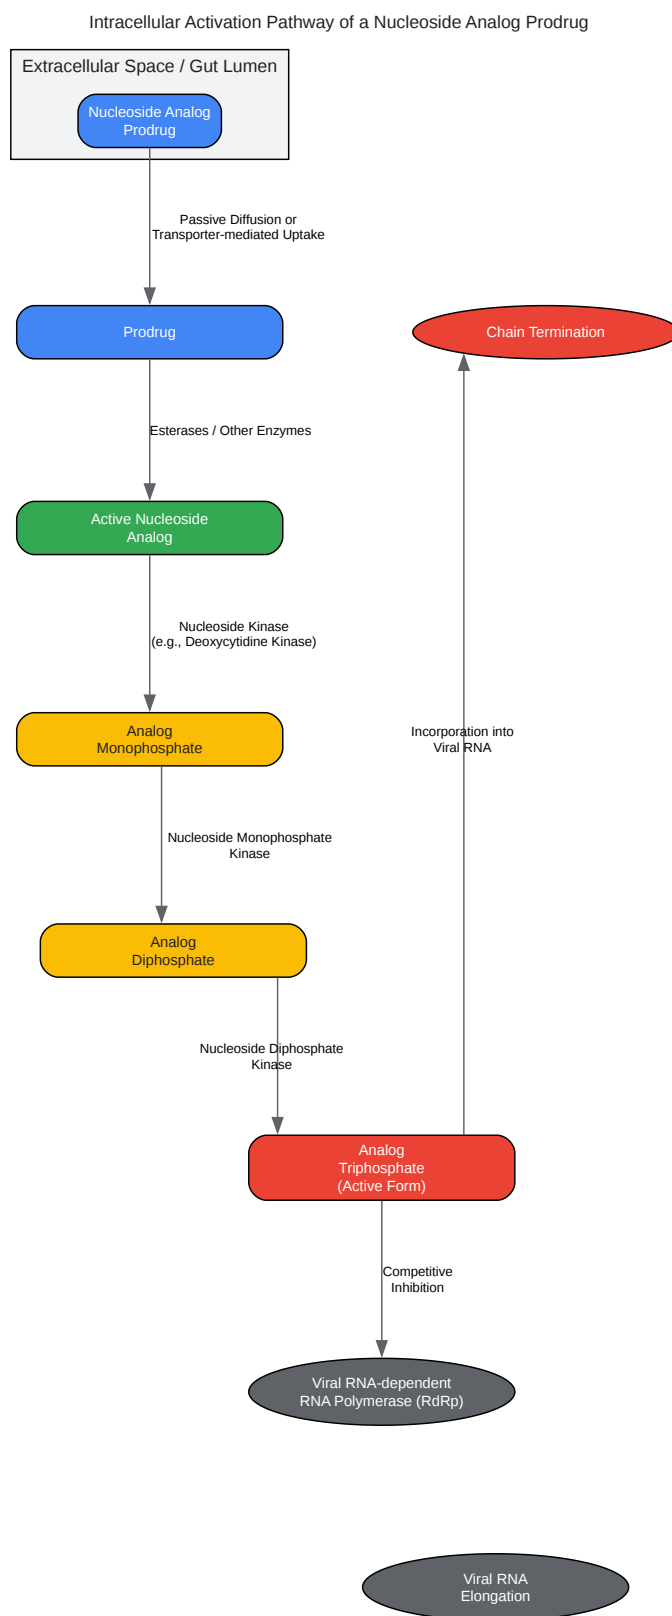 Intracellular Activation Pathway of a Nucleoside Analog Prodrug
Extracellular Space / Gut Lumen
Nucleoside Analog
Prodrug
Passive Diffusion or
Transporter-mediated Uptake
Prodrug
Chain Termination
Esterases / Other Enzymes
Active Nucleoside
Analog
Nucleoside Kinase
(e.g., Deoxycytidine Kinase)
Analog
Monophosphate
Incorporation into
Viral RNA
Nucleoside Monophosphate
Kinase
Analog
Diphosphate
Nucleoside Diphosphate
Kinase
Analog
Triphosphate
(Active Form)
Competitive
Inhibition
Viral RNA-dependent
RNA Polymerase (RdRp)
Viral RNA
Elongation